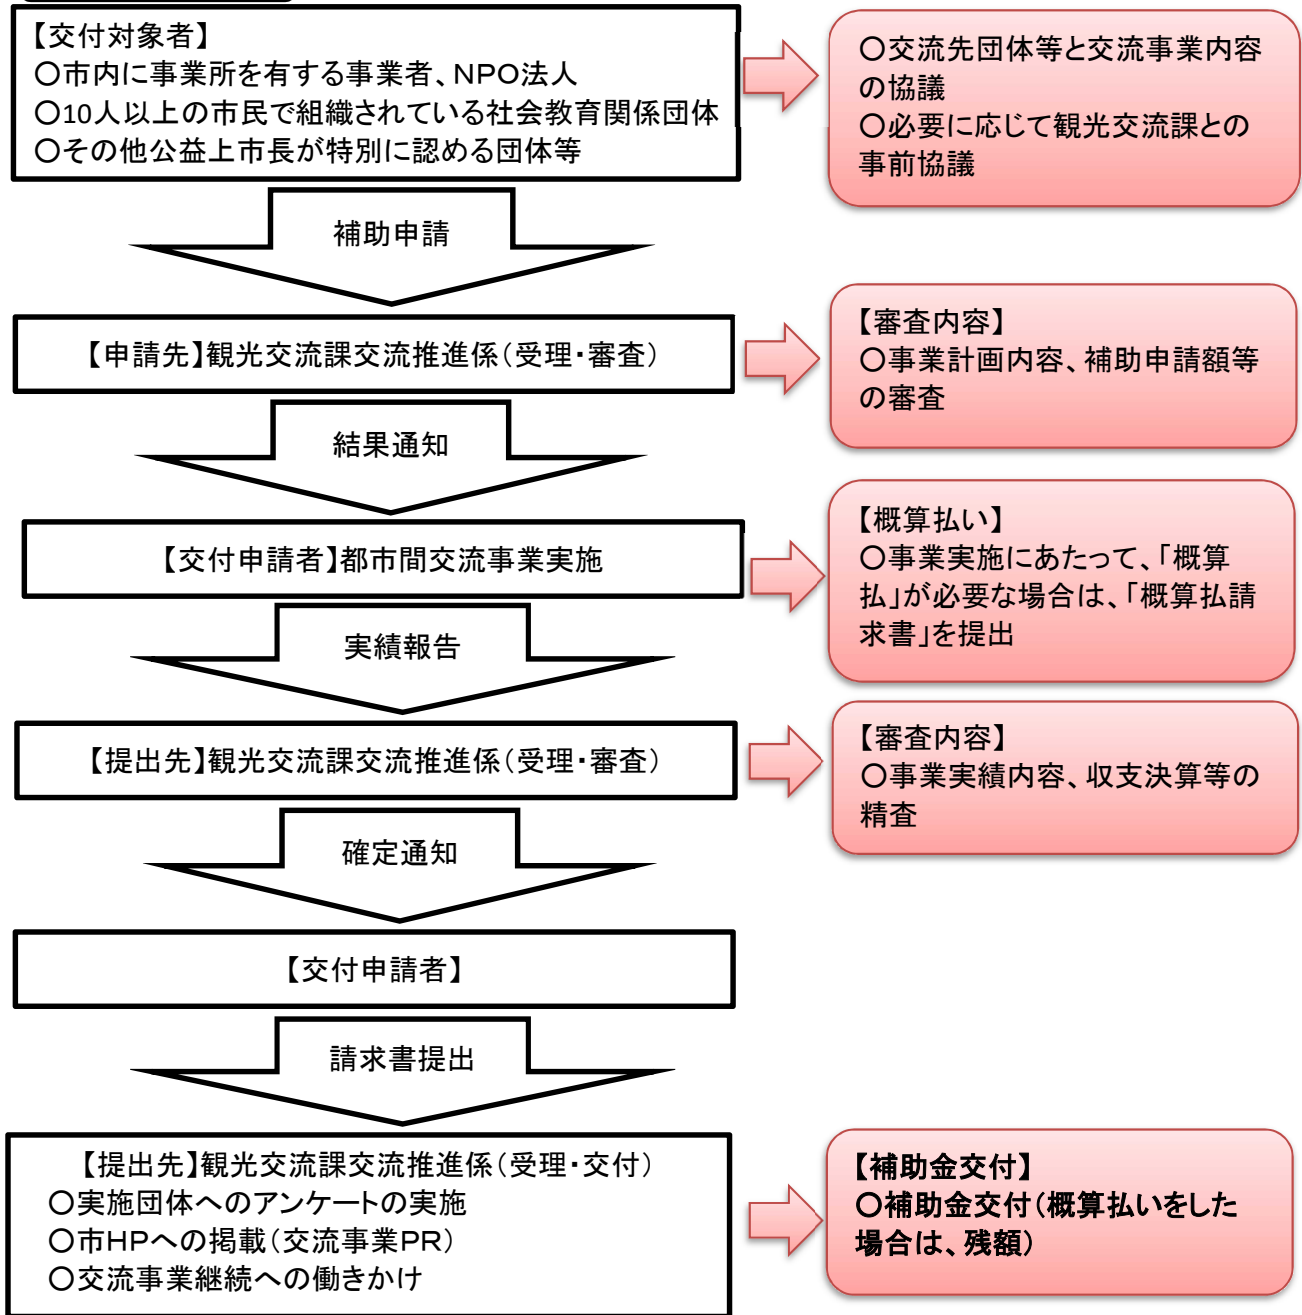 【交付対象者】
○市内に事業所を有する事業者、NPO法人
○10人以上の市民で組織されている社会教育関係団体
○その他公益上市長が特別に認める団体等
○交流先団体等と交流事業内容
の協議
○必要に応じて観光交流課との
事前協議
補助申請
【申請先】観光交流課交流推進係(受理・審査)
【審査内容】
○事業計画内容、補助申請額等
の審査
結果通知
【交付申請者】都市間交流事業実施
【概算払い】
○事業実施にあたって、「概算
払」が必要な場合は、「概算払請
求書」を提出
実績報告
【提出先】観光交流課交流推進係(受理・審査)
【審査内容】
○事業実績内容、収支決算等の
精査
確定通知
【交付申請者】
請求書提出
【提出先】観光交流課交流推進係(受理・交付)
○実施団体へのアンケートの実施
○市HPへの掲載(交流事業PR)
○交流事業継続への働きかけ
【補助金交付】
○補助金交付(概算払いをした
場合は、残額)